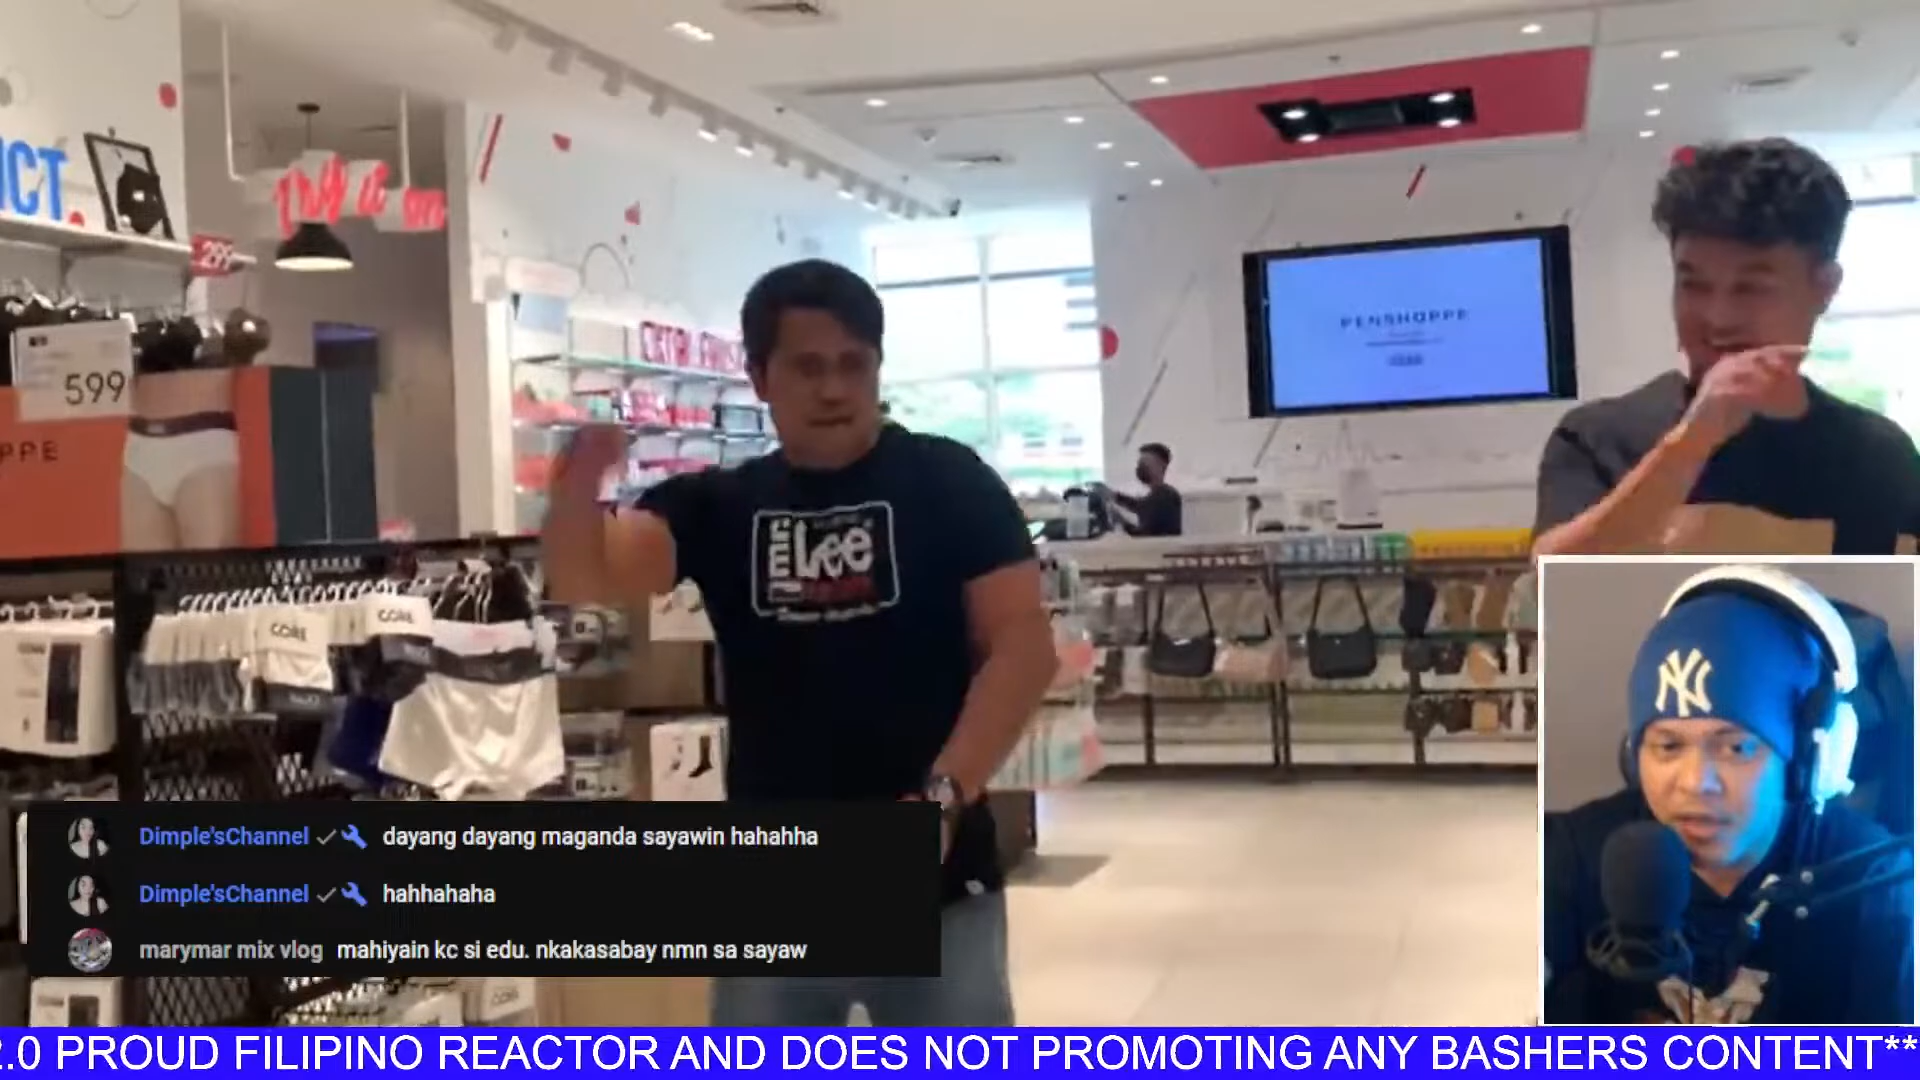 ICT.
Try it on
299
599
PPE
PENSHOPPE
Lee
CORE
CORE
Dimple'sChannel dayang dayang maganda sayawin hahahha
Dimple'sChannel hahhahaha
marymar mix vlog mahiyain kc si edu. nkakasabay nmn sa sayaw
NY
2.0 PROUD FILIPINO REACTOR AND DOES NOT PROMOTING ANY BASHERS CONTENT**